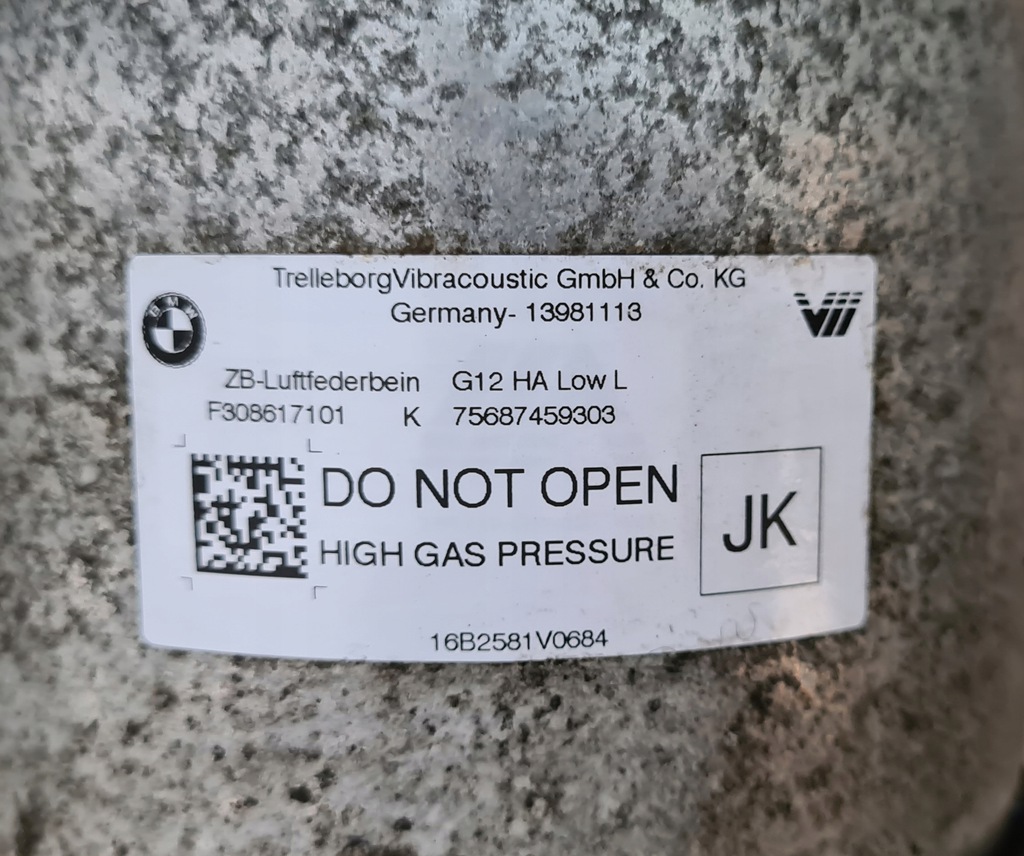 TrelleborgVibracoustic GmbH & Co. KG
Germany- 13981113
BMW
ZB-Luftfederbein G12 HA Low L
F308617101 K 75687459303
DO NOT OPEN
HIGH GAS PRESSURE
JK
16B2581V0684